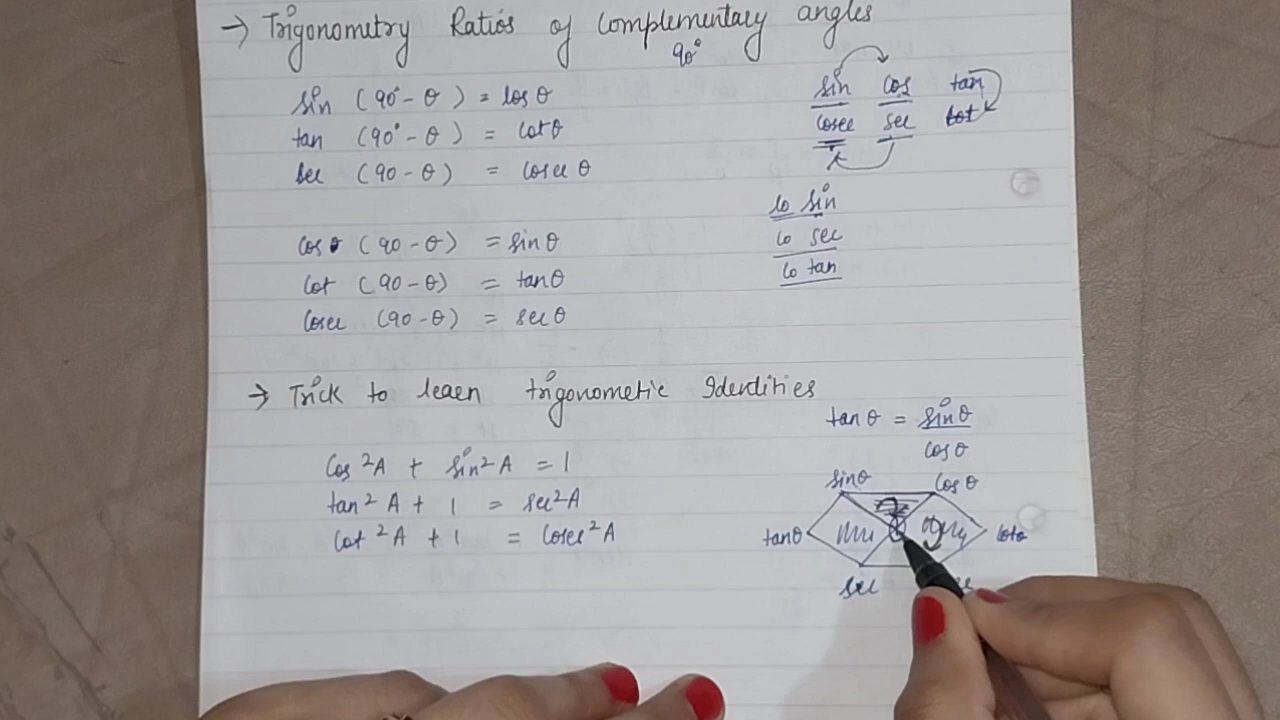 → Trigonometry Ratios of Complementary angles
90°
sin (90° - θ) = cos θ
tan (90° - θ) = cot θ
sec (90 - θ) = cosec θ
cos (90 - θ) = sin θ
cot (90 - θ) = tan θ
cosec (90 - θ) = sec θ
sin cos tan
cosec sec cot
co sin
co sec
co tan
→ Trick to learn trigonometric Identities
cos²A + sin²A = 1
tan²A + 1 = sec²A
cot²A + 1 = cosec²A
tan θ = sin θ
cos θ
sin θ cos θ
tan θ cot θ
sec